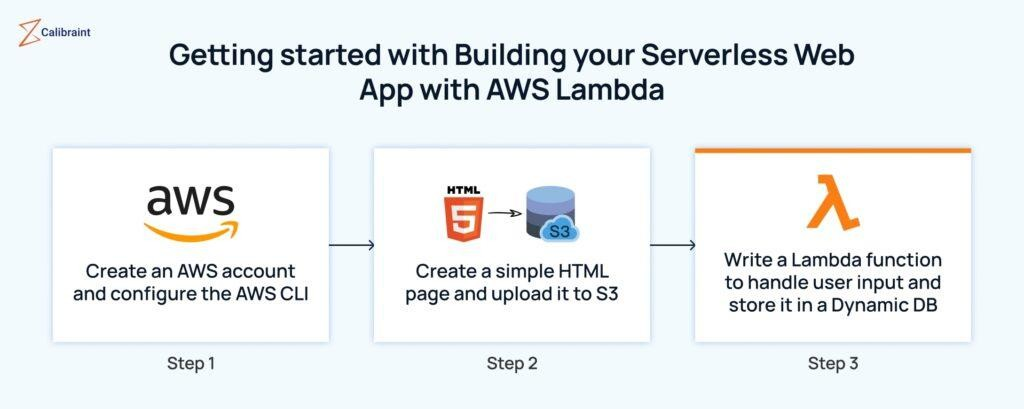 Calibraint
Getting started with Building your Serverless Web
App with AWS Lambda
aws
Create an AWS account
and configure the AWS CLI
Step 1
HTML
5
S3
Create a simple HTML
page and upload it to S3
Step 2
λ
Write a Lambda function
to handle user input and
store it in a Dynamic DB
Step 3